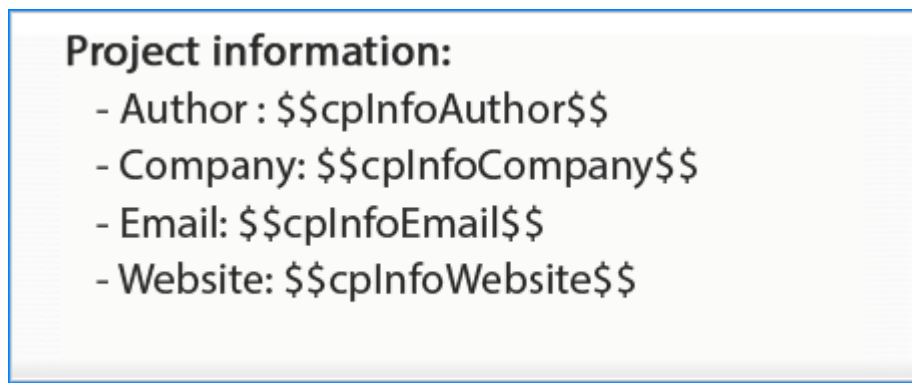 Project information:
- Author : $$cpInfoAuthor$$
- Company: $$cpInfoCompany$$
- Email: $$cpInfoEmail$$
- Website: $$cpInfoWebsite$$